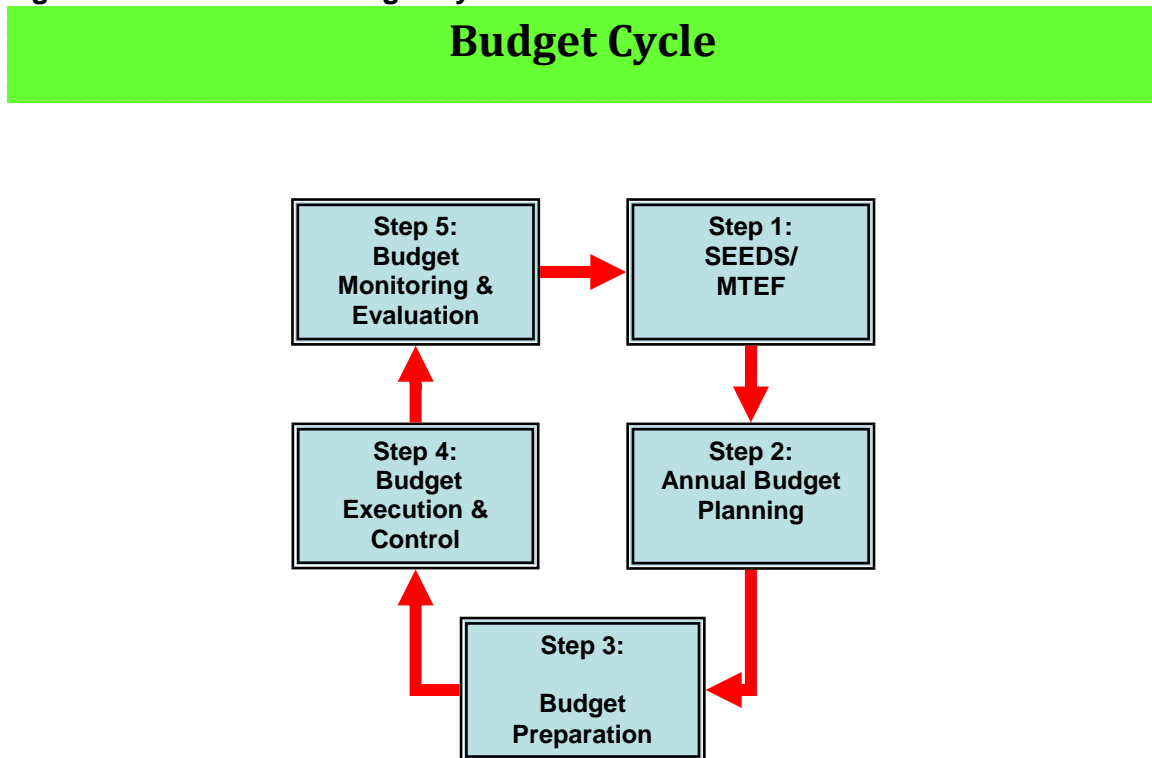 Budget Cycle
Step 5:
Budget
Monitoring &
Evaluation
Step 1:
SEEDS/
MTEF
Step 4:
Budget
Execution &
Control
Step 2:
Annual Budget
Planning
Step 3:
Budget
Preparation